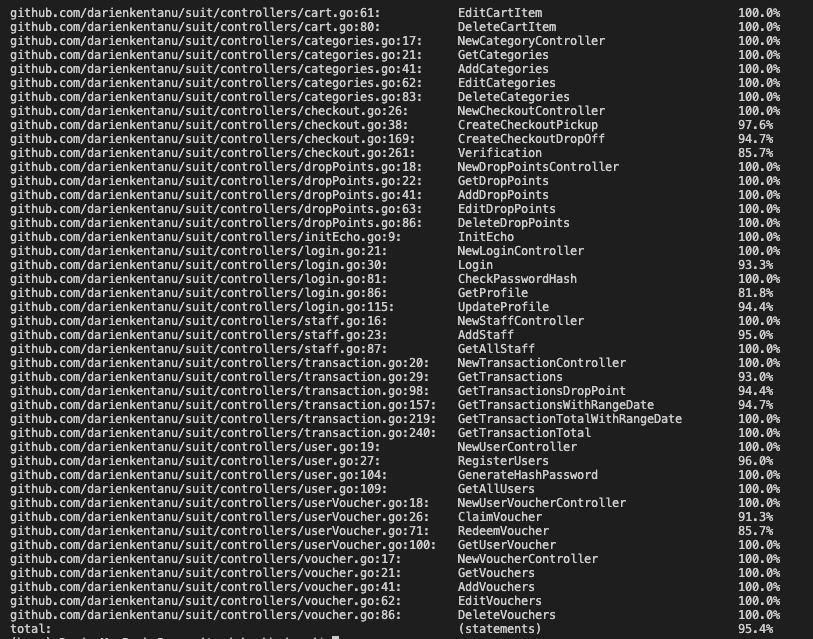 github.com/darienkentanu/suit/controllers/cart.go:61: EditCartItem 100.0%
github.com/darienkentanu/suit/controllers/cart.go:80: DeleteCartItem 100.0%
github.com/darienkentanu/suit/controllers/categories.go:17: NewCategoryController 100.0%
github.com/darienkentanu/suit/controllers/categories.go:21: GetCategories 100.0%
github.com/darienkentanu/suit/controllers/categories.go:41: AddCategories 100.0%
github.com/darienkentanu/suit/controllers/categories.go:62: EditCategories 100.0%
github.com/darienkentanu/suit/controllers/categories.go:83: DeleteCategories 100.0%
github.com/darienkentanu/suit/controllers/checkout.go:26: NewCheckoutController 100.0%
github.com/darienkentanu/suit/controllers/checkout.go:38: CreateCheckoutPickup 97.6%
github.com/darienkentanu/suit/controllers/checkout.go:169: CreateCheckoutDropOff 94.7%
github.com/darienkentanu/suit/controllers/checkout.go:261: Verification 85.7%
github.com/darienkentanu/suit/controllers/dropPoints.go:18: NewDropPointsController 100.0%
github.com/darienkentanu/suit/controllers/dropPoints.go:22: GetDropPoints 100.0%
github.com/darienkentanu/suit/controllers/dropPoints.go:41: AddDropPoints 100.0%
github.com/darienkentanu/suit/controllers/dropPoints.go:63: EditDropPoints 100.0%
github.com/darienkentanu/suit/controllers/dropPoints.go:86: DeleteDropPoints 100.0%
github.com/darienkentanu/suit/controllers/initEcho.go:9: InitEcho 100.0%
github.com/darienkentanu/suit/controllers/login.go:21: NewLoginController 100.0%
github.com/darienkentanu/suit/controllers/login.go:30: Login 93.3%
github.com/darienkentanu/suit/controllers/login.go:81: CheckPasswordHash 100.0%
github.com/darienkentanu/suit/controllers/login.go:86: GetProfile 81.8%
github.com/darienkentanu/suit/controllers/login.go:115: UpdateProfile 94.4%
github.com/darienkentanu/suit/controllers/staff.go:16: NewStaffController 100.0%
github.com/darienkentanu/suit/controllers/staff.go:23: AddStaff 95.0%
github.com/darienkentanu/suit/controllers/staff.go:87: GetAllStaff 100.0%
github.com/darienkentanu/suit/controllers/transaction.go:20: NewTransactionController 100.0%
github.com/darienkentanu/suit/controllers/transaction.go:29: GetTransactions 93.0%
github.com/darienkentanu/suit/controllers/transaction.go:98: GetTransactionsDropPoint 94.4%
github.com/darienkentanu/suit/controllers/transaction.go:157: GetTransactionsWithRangeDate 94.7%
github.com/darienkentanu/suit/controllers/transaction.go:219: GetTransactionTotalWithRangeDate 100.0%
github.com/darienkentanu/suit/controllers/transaction.go:240: GetTransactionTotal 100.0%
github.com/darienkentanu/suit/controllers/user.go:19: NewUserController 100.0%
github.com/darienkentanu/suit/controllers/user.go:27: RegisterUsers 96.0%
github.com/darienkentanu/suit/controllers/user.go:104: GenerateHashPassword 100.0%
github.com/darienkentanu/suit/controllers/user.go:109: GetAllUsers 100.0%
github.com/darienkentanu/suit/controllers/userVoucher.go:18: NewUserVoucherController 100.0%
github.com/darienkentanu/suit/controllers/userVoucher.go:26: ClaimVoucher 91.3%
github.com/darienkentanu/suit/controllers/userVoucher.go:71: RedeemVoucher 85.7%
github.com/darienkentanu/suit/controllers/userVoucher.go:100: GetUserVoucher 100.0%
github.com/darienkentanu/suit/controllers/voucher.go:17: NewVoucherController 100.0%
github.com/darienkentanu/suit/controllers/voucher.go:21: GetVouchers 100.0%
github.com/darienkentanu/suit/controllers/voucher.go:41: AddVouchers 100.0%
github.com/darienkentanu/suit/controllers/voucher.go:62: EditVouchers 100.0%
github.com/darienkentanu/suit/controllers/voucher.go:86: DeleteVouchers 100.0%
total: (statements) 95.4%